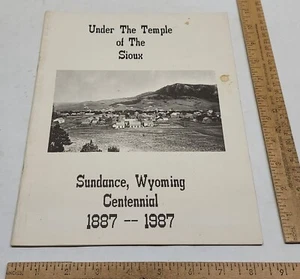 Under The Temple
of The
Sioux
Sundance, Wyoming
Centennial
1887 -- 1987